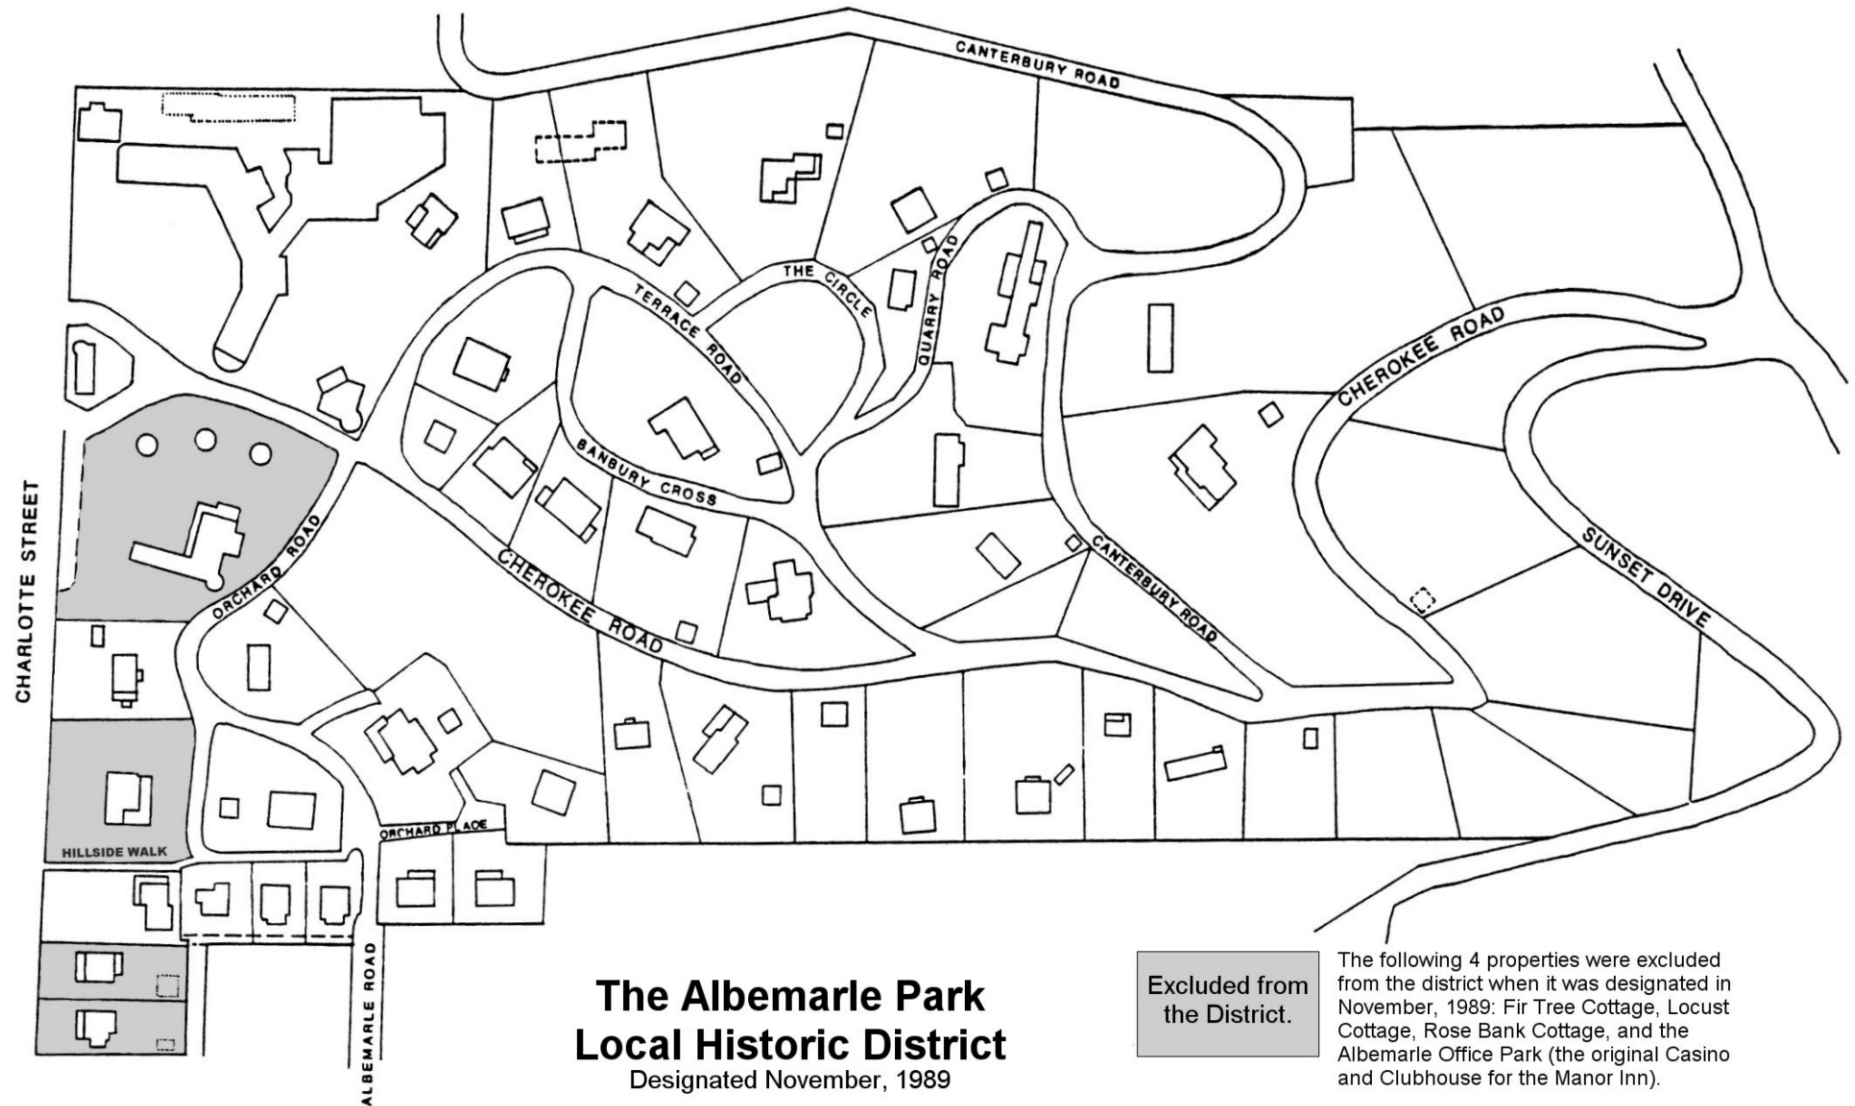 CANTERBURY ROAD
THE CIRCLE
QUARRY ROAD
TERRACE ROAD
CHEROKEE ROAD
BANBURY CROSS
CHARLOTTE STREET
ORCHARD ROAD
CHEROKEE ROAD
CANTERBURY ROAD
SUNSET DRIVE
ORCHARD PLACE
HILLSIDE WALK
ALBEMARLE ROAD
The Albemarle Park
Local Historic District
Designated November, 1989
Excluded from
the District.
The following 4 properties were excluded
from the district when it was designated in
November, 1989: Fir Tree Cottage, Locust
Cottage, Rose Bank Cottage, and the
Albemarle Office Park (the original Casino
and Clubhouse for the Manor Inn).